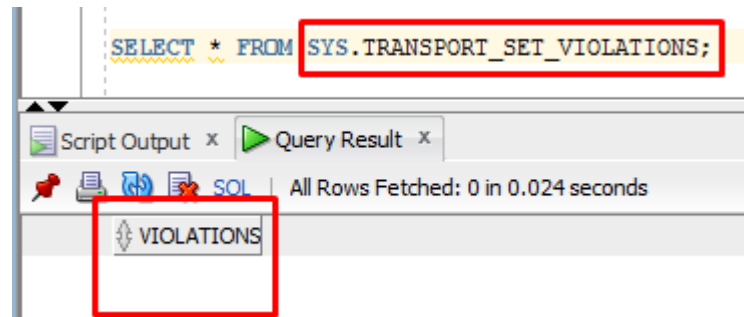 SELECT * FROM SYS.TRANSPORT_SET_VIOLATIONS;
Script Output x Query Result x
SQL | All Rows Fetched: 0 in 0.024 seconds
VIOLATIONS